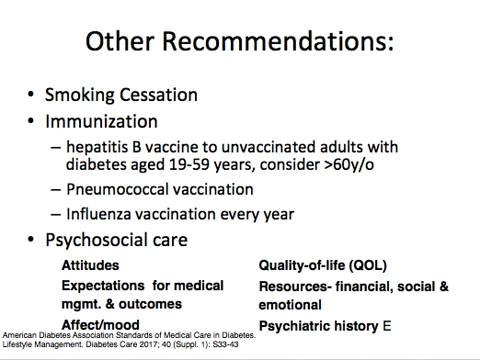 Other Recommendations:
• Smoking Cessation
• Immunization
– hepatitis B vaccine to unvaccinated adults with
diabetes aged 19-59 years, consider >60y/o
– Pneumococcal vaccination
– Influenza vaccination every year
• Psychosocial care
Attitudes
Expectations for medical
mgmt. & outcomes
Affect/mood
Quality-of-life (QOL)
Resources- financial, social &
emotional
Psychiatric history E
American Diabetes Association Standards of Medical Care in Diabetes.
Lifestyle Management. Diabetes Care 2017; 40 (Suppl. 1): S33-43